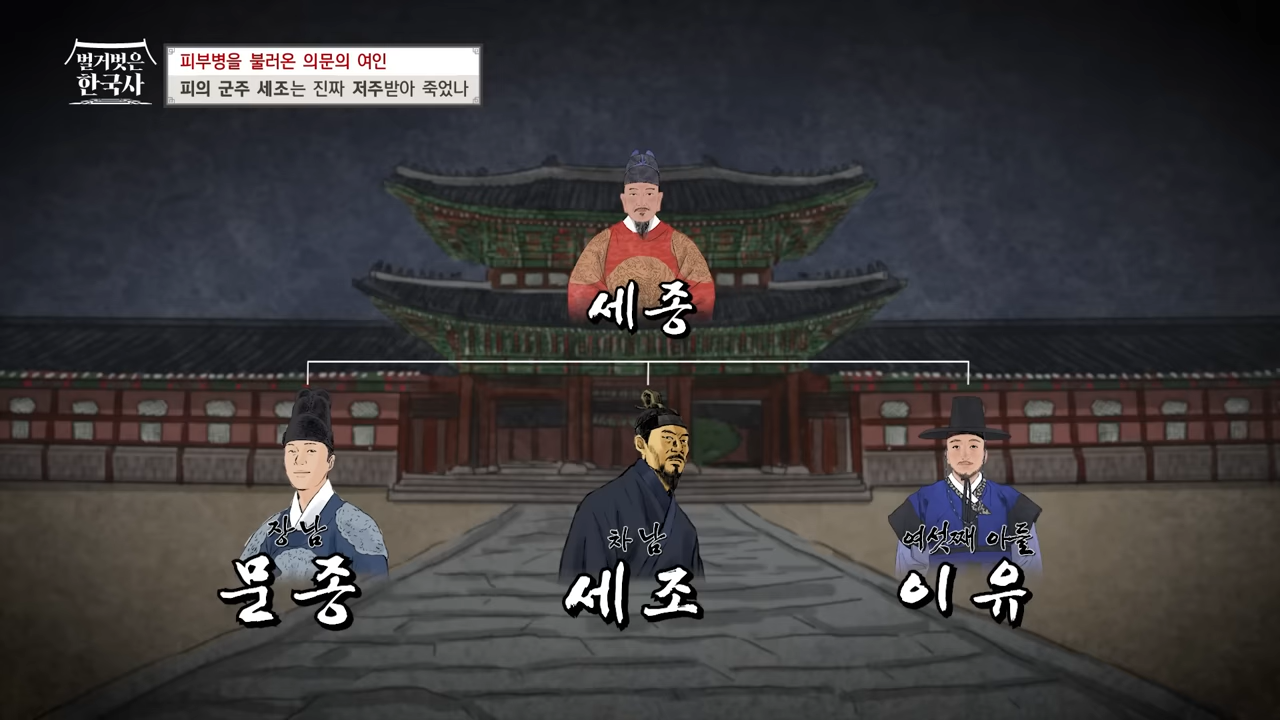 벌거벗은
한국사
피부병을 불러온 의문의 여인
피의 군주 세조는 진짜 저주받아 죽었나
세종
장남
문종
차남
세조
여섯째 아들
이유